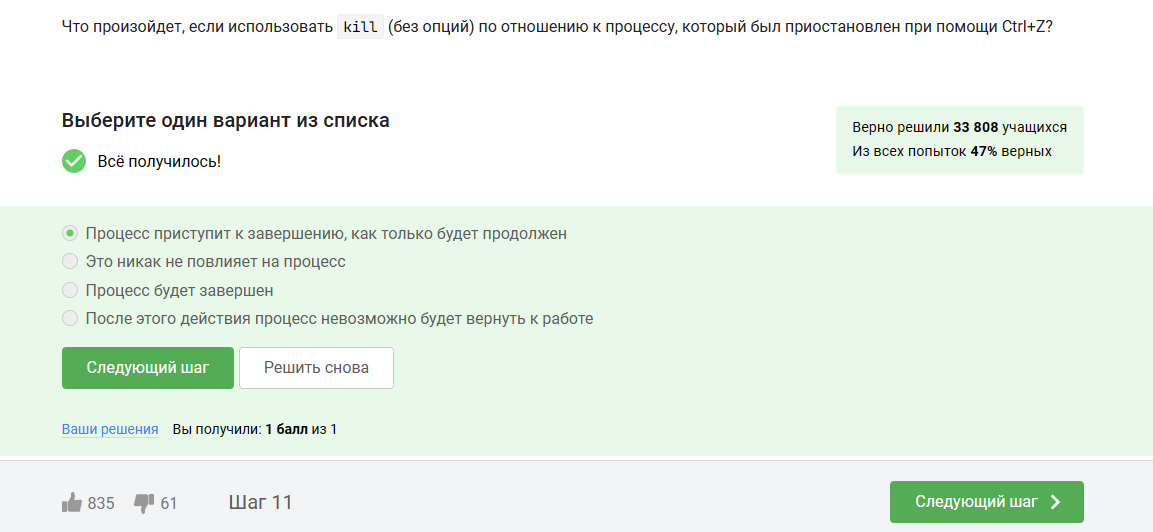 Что произойдет, если использовать kill (без опций) по отношению к процессу, который был приостановлен при помощи Ctrl+Z?
Выберите один вариант из списка
Всё получилось!
Верно решили 33 808 учащихся
Из всех попыток 47% верных
Процесс приступит к завершению, как только будет продолжен
Это никак не повлияет на процесс
Процесс будет завершен
После этого действия процесс невозможно будет вернуть к работе
Следующий шаг
Решить снова
Ваши решения Вы получили: 1 балл из 1
835 61 Шаг 11
Следующий шаг